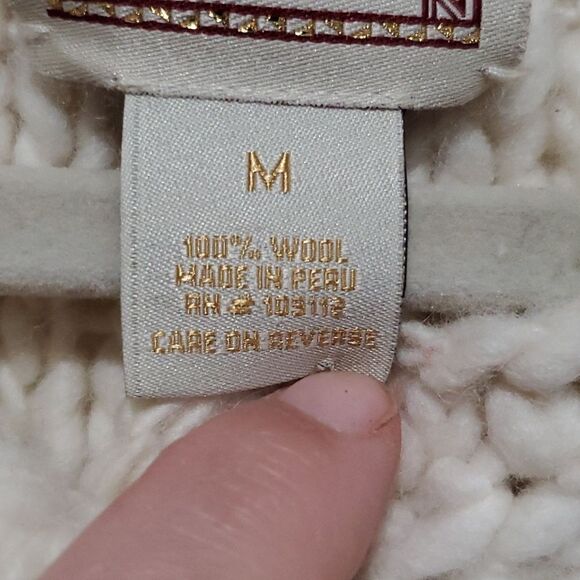 M
100% WOOL
MADE IN PERU
RN # 103112
CARE ON REVERSE